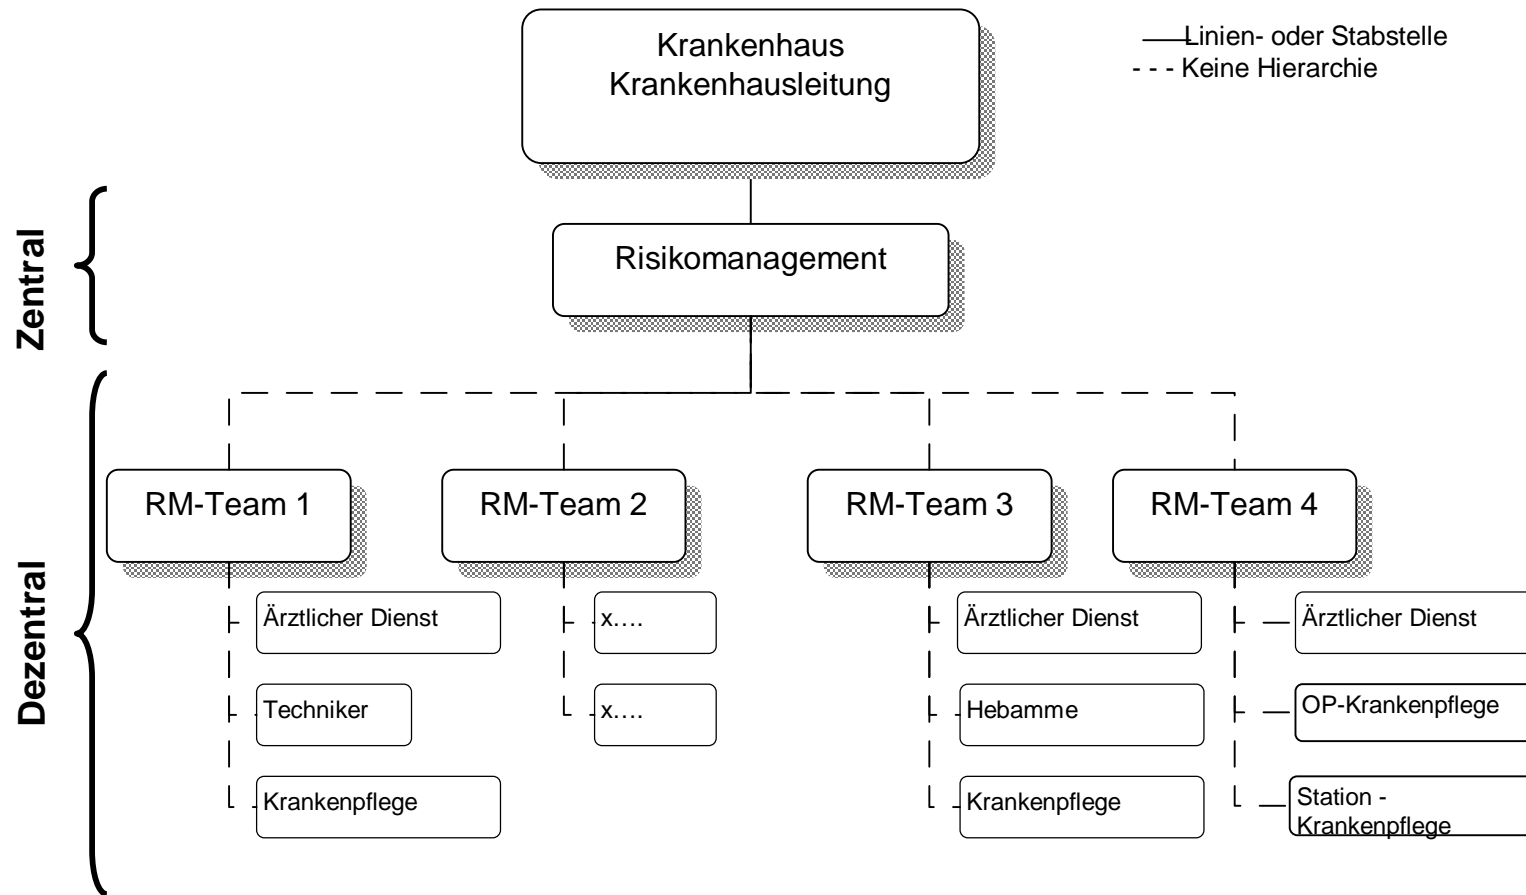 Krankenhaus
Krankenhausleitung
Linien- oder Stabstelle
- - - Keine Hierarchie
Zentral
Risikomanagement
Dezentral
RM-Team 1
RM-Team 2
RM-Team 3
RM-Team 4
Ärztlicher Dienst
x....
Ärztlicher Dienst
Ärztlicher Dienst
Techniker
x....
Hebamme
OP-Krankenpflege
Krankenpflege
Krankenpflege
Station -
Krankenpflege